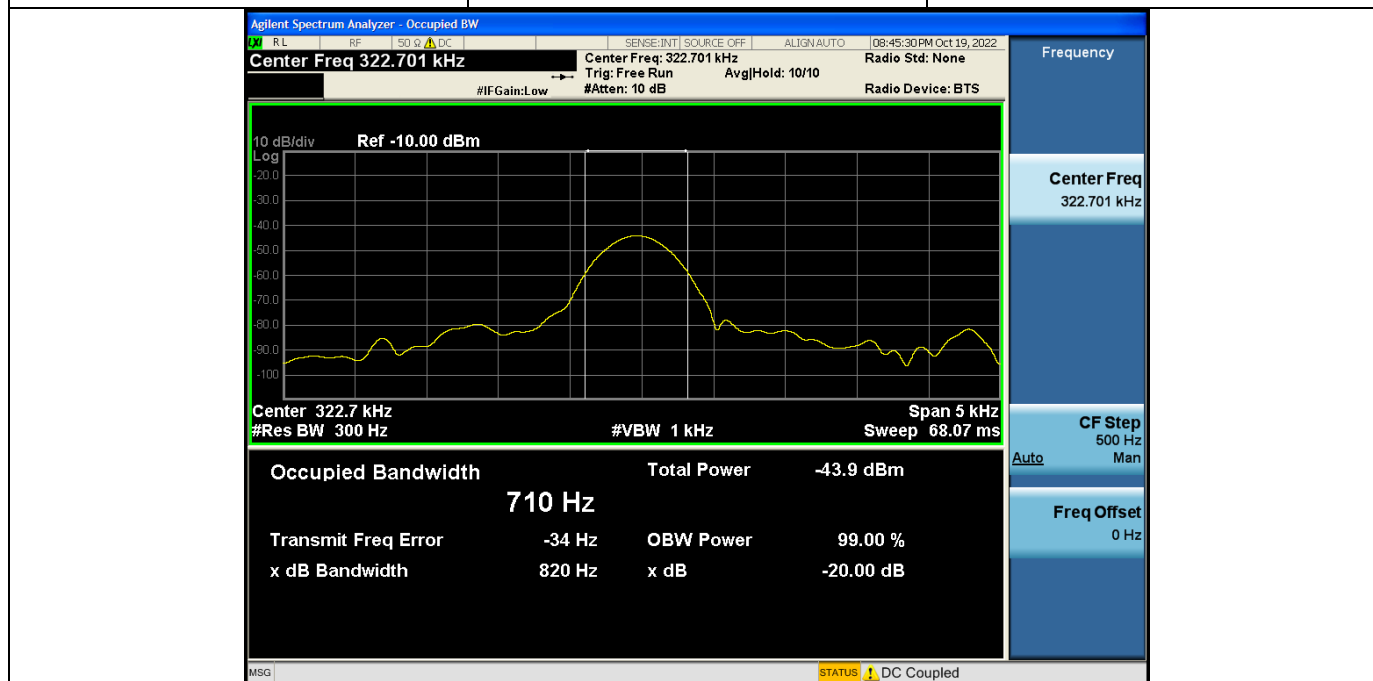 Agilent Spectrum Analyzer - Occupied BW
LXI RL RF 50 Ω DC SENSE:INT SOURCE OFF ALIGNAUTO 08:45:30PM Oct 19, 2022
Center Freq 322.701 kHz
Center Freq: 322.701 kHz Radio Std: None
Trig: Free Run Avg|Hold: 10/10
#IFGain:Low #Atten: 10 dB Radio Device: BTS
10 dB/div Ref -10.00 dBm
Log
-20.0
-30.0
-40.0
-50.0
-60.0
-70.0
-80.0
-90.0
-100
Center 322.7 kHz Span 5 kHz
#Res BW 300 Hz #VBW 1 kHz Sweep 68.07 ms
Occupied Bandwidth Total Power -43.9 dBm
710 Hz
Transmit Freq Error -34 Hz OBW Power 99.00 %
x dB Bandwidth 820 Hz x dB -20.00 dB
Frequency
Center Freq
322.701 kHz
CF Step
500 Hz
Auto Man
Freq Offset
0 Hz
MSG STATUS DC Coupled